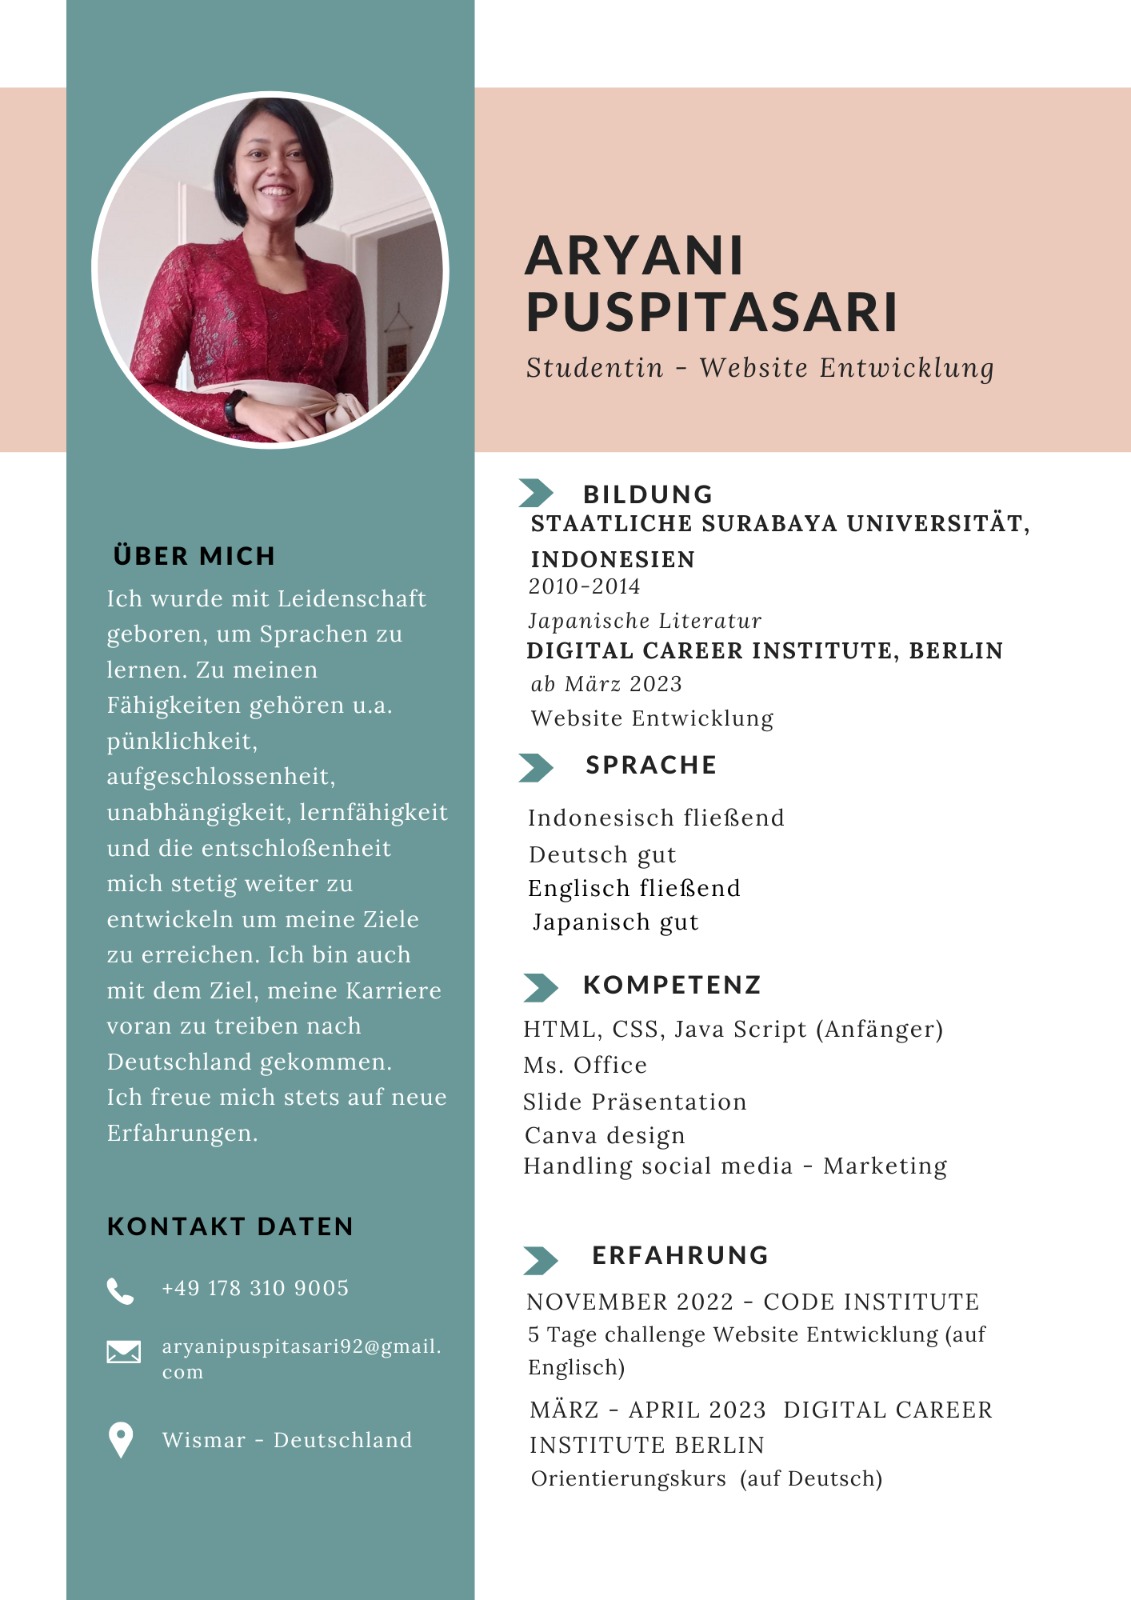 ARYANI
PUSPITASARI
Studentin - Website Entwicklung
ÜBER MICH
Ich wurde mit Leidenschaft
geboren, um Sprachen zu
lernen. Zu meinen
Fähigkeiten gehören u.a.
pünklichkeit,
aufgeschlossenheit,
unabhängigkeit, lernfähigkeit
und die entschloßenheit
mich stetig weiter zu
entwickeln um meine Ziele
zu erreichen. Ich bin auch
mit dem Ziel, meine Karriere
voran zu treiben nach
Deutschland gekommen.
Ich freue mich stets auf neue
Erfahrungen.
KONTAKT DATEN
+49 178 310 9005
aryanipuspitasari92@gmail.
com
Wismar - Deutschland
BILDUNG
STAATLICHE SURABAYA UNIVERSITÄT,
INDONESIEN
2010-2014
Japanische Literatur
DIGITAL CAREER INSTITUTE, BERLIN
ab März 2023
Website Entwicklung
SPRACHE
Indonesisch fließend
Deutsch gut
Englisch fließend
Japanisch gut
KOMPETENZ
HTML, CSS, Java Script (Anfänger)
Ms. Office
Slide Präsentation
Canva design
Handling social media - Marketing
ERFAHRUNG
NOVEMBER 2022 - CODE INSTITUTE
5 Tage challenge Website Entwicklung (auf
Englisch)
MÄRZ - APRIL 2023 DIGITAL CAREER
INSTITUTE BERLIN
Orientierungskurs (auf Deutsch)